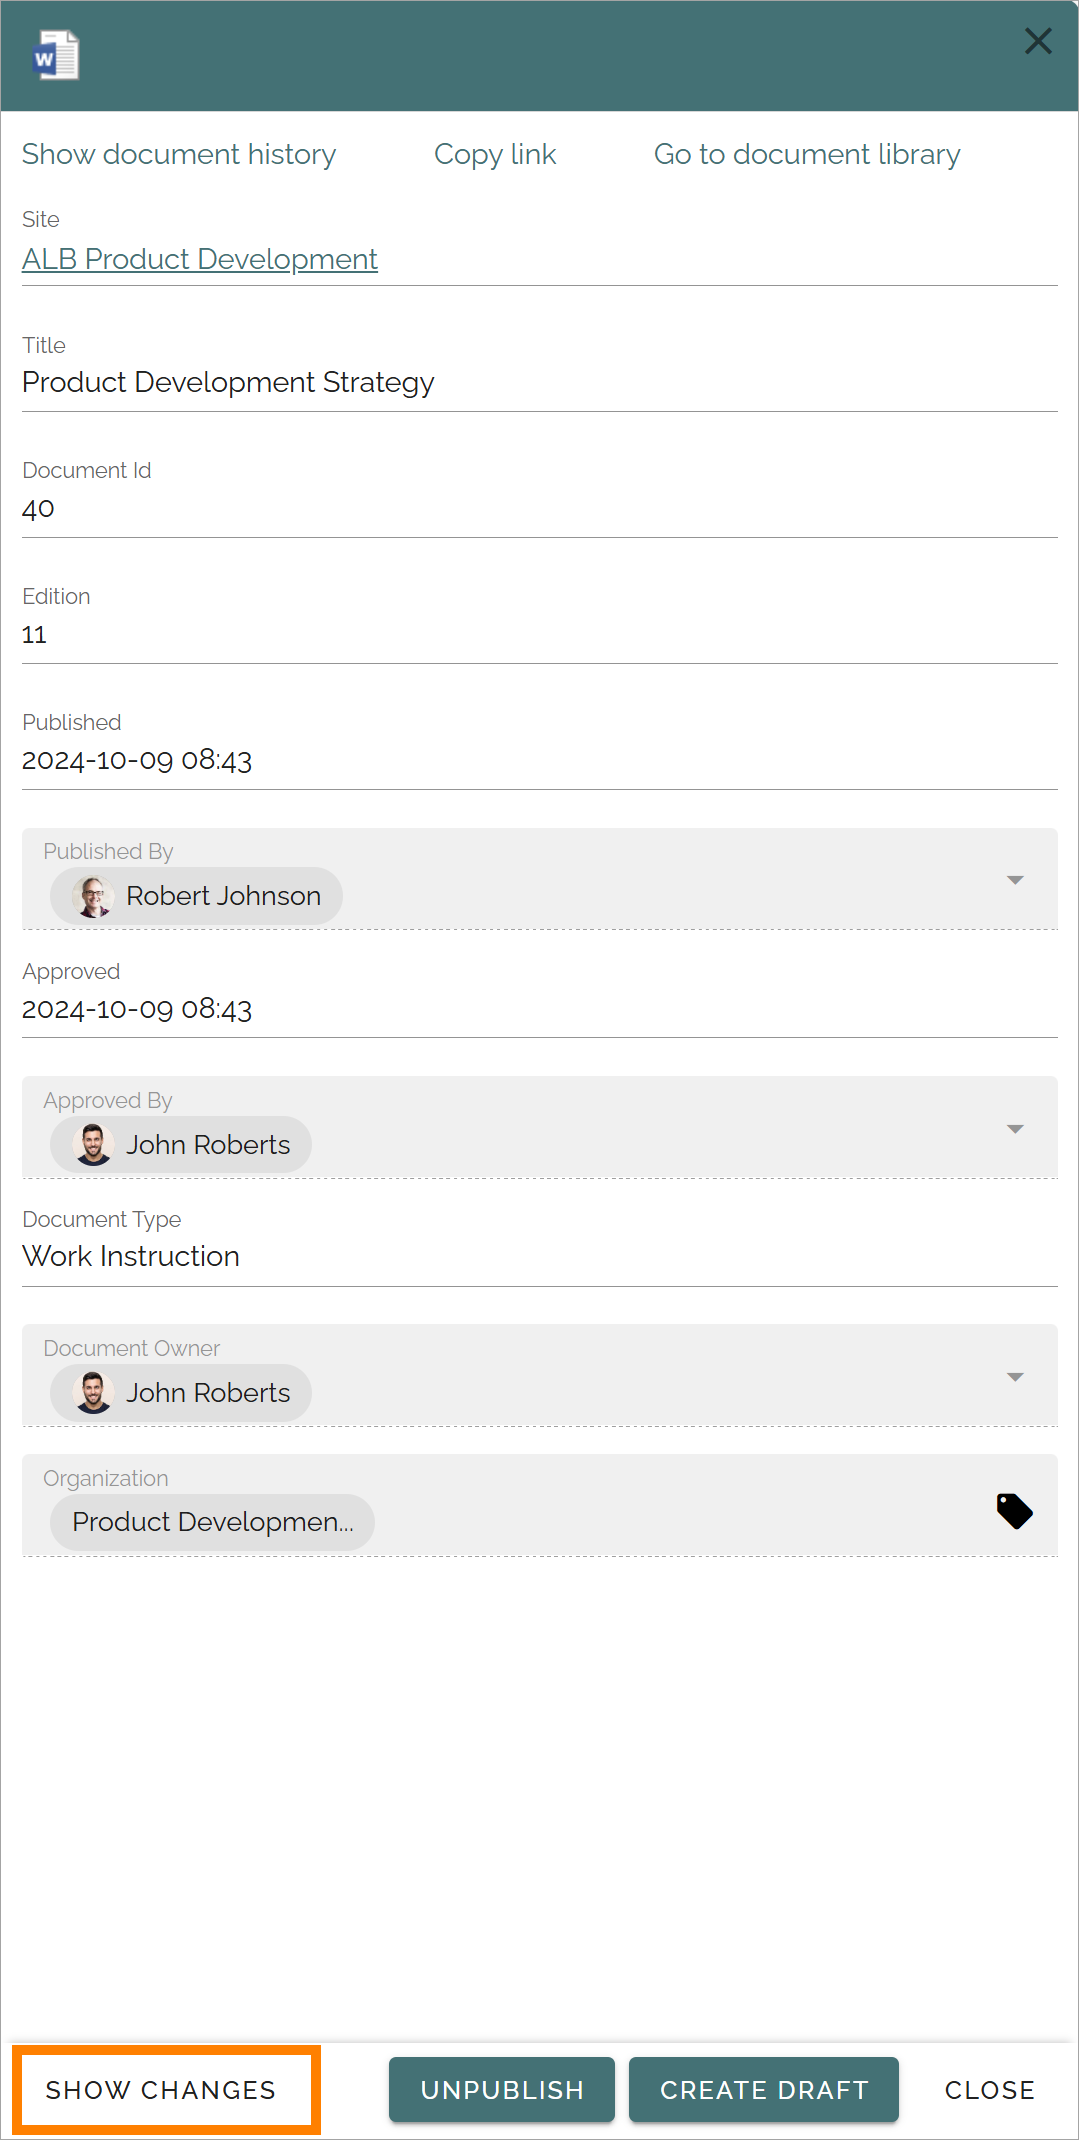 W
Show document history Copy link Go to document library
Site
ALB Product Development
Title
Product Development Strategy
Document Id
40
Edition
11
Published
2024-10-09 08:43
Published By
Robert Johnson
Approved
2024-10-09 08:43
Approved By
John Roberts
Document Type
Work Instruction
Document Owner
John Roberts
Organization
Product Developmen...
SHOW CHANGES UNPUBLISH CREATE DRAFT CLOSE